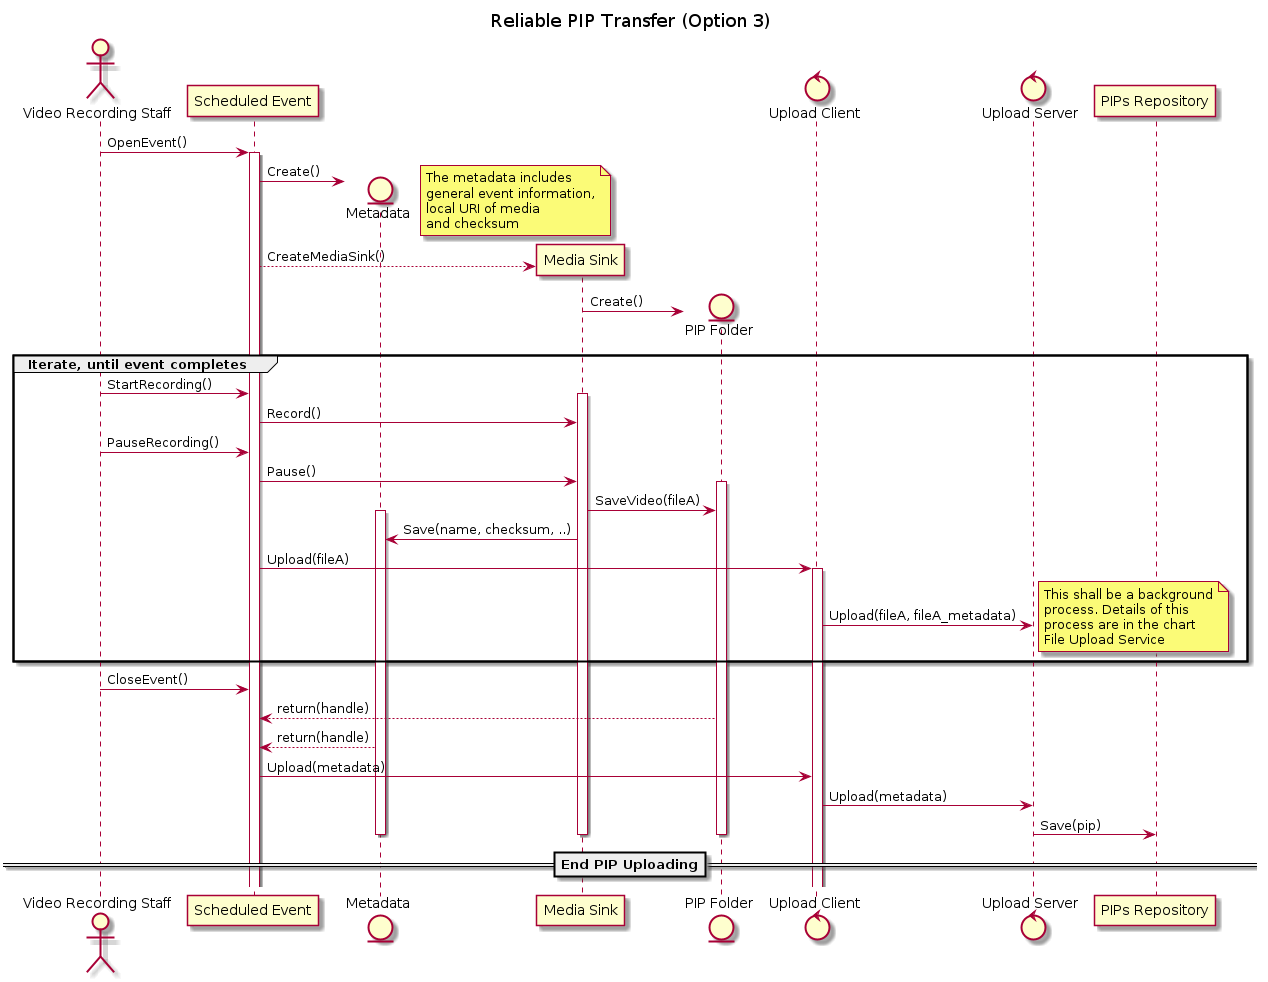 Reliable PIP Transfer (Option 3)
Video Recording Staff
Scheduled Event
Upload Client
Upload Server
PIPs Repository
OpenEvent()
Create()
Metadata
The metadata includes
general event information,
local URI of media
and checksum
CreateMediaSink()
Media Sink
Create()
PIP Folder
Iterate, until event completes
StartRecording()
Record()
PauseRecording()
Pause()
SaveVideo(fileA)
Save(name, checksum, ..)
Upload(fileA)
Upload(fileA, fileA_metadata)
This shall be a background
process. Details of this
process are in the chart
File Upload Service
CloseEvent()
return(handle)
return(handle)
Upload(metadata)
Upload(metadata)
Save(pip)
End PIP Uploading
Video Recording Staff
Scheduled Event
Metadata
Media Sink
PIP Folder
Upload Client
Upload Server
PIPs Repository